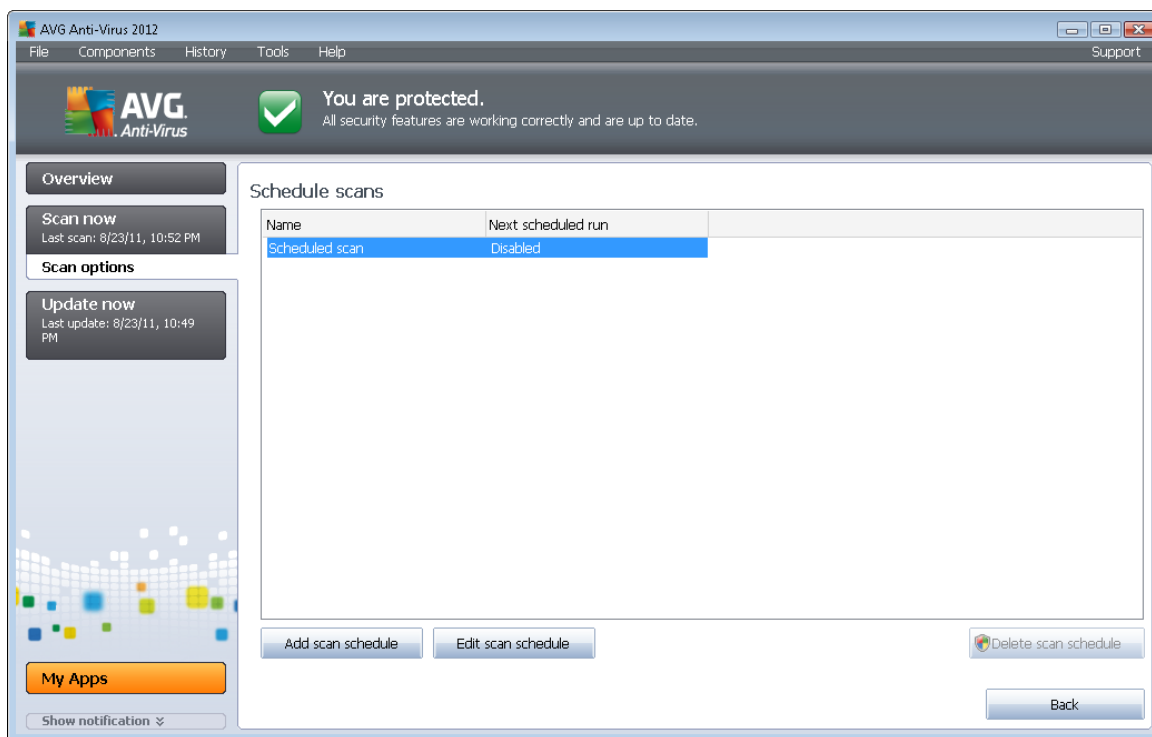 AVG Anti-Virus 2012
File Components History Tools Help Support
AVG.
Anti-Virus
You are protected.
All security features are working correctly and are up to date.
Overview
Scan now
Last scan: 8/23/11, 10:52 PM
Scan options
Update now
Last update: 8/23/11, 10:49
PM
My Apps
Show notification
Schedule scans
Name Next scheduled run
Scheduled scan Disabled
Add scan schedule Edit scan schedule Delete scan schedule
Back